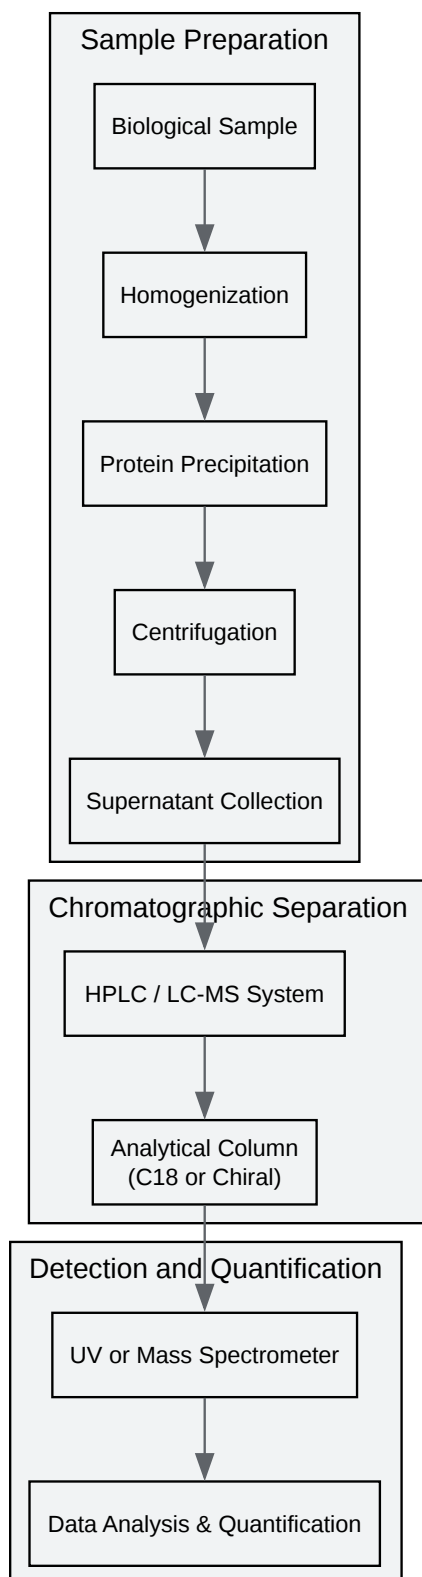 Sample Preparation
Biological Sample
Homogenization
Protein Precipitation
Centrifugation
Supernatant Collection
Chromatographic Separation
HPLC / LC-MS System
Analytical Column
(C18 or Chiral)
Detection and Quantification
UV or Mass Spectrometer
Data Analysis & Quantification